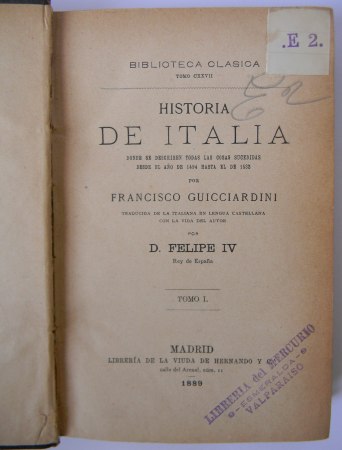 .E 2.
BIBLIOTECA CLASICA
TOMO CXXVII
HISTORIA
DE ITALIA
DONDE SE DESCRIBEN TODAS LAS COSAS SUCEDIDAS
DESDE EL AÑO DE 1494 HASTA EL DE 1532
POR
FRANCISCO GUICCIARDINI
TRADUCIDA DE LA ITALIANA EN LENGUA CASTELLANA
CON LA VIDA DEL AUTOR
POR
D. FELIPE IV
Rey de España
TOMO I.
MADRID
LIBRERÍA DE LA VIUDA DE HERNANDO Y C.
calle del Arenal, núm. 11
1889
LIBRERIA del MERCURIO
ESMERALDA
VALPARAISO